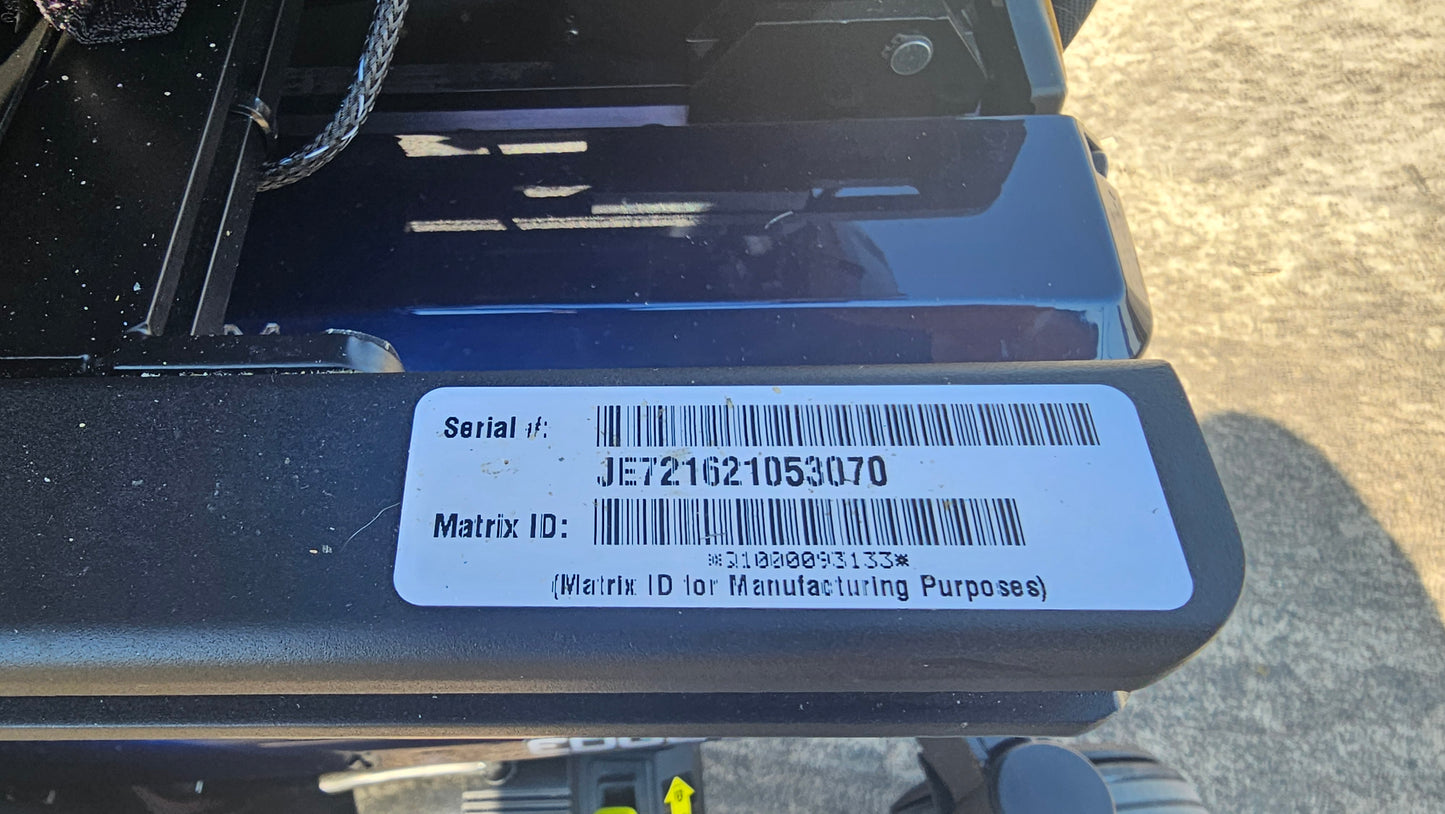 Serial #:
JE721621053070
Matrix ID:
*Q1000093133*
(Matrix ID for Manufacturing Purposes)